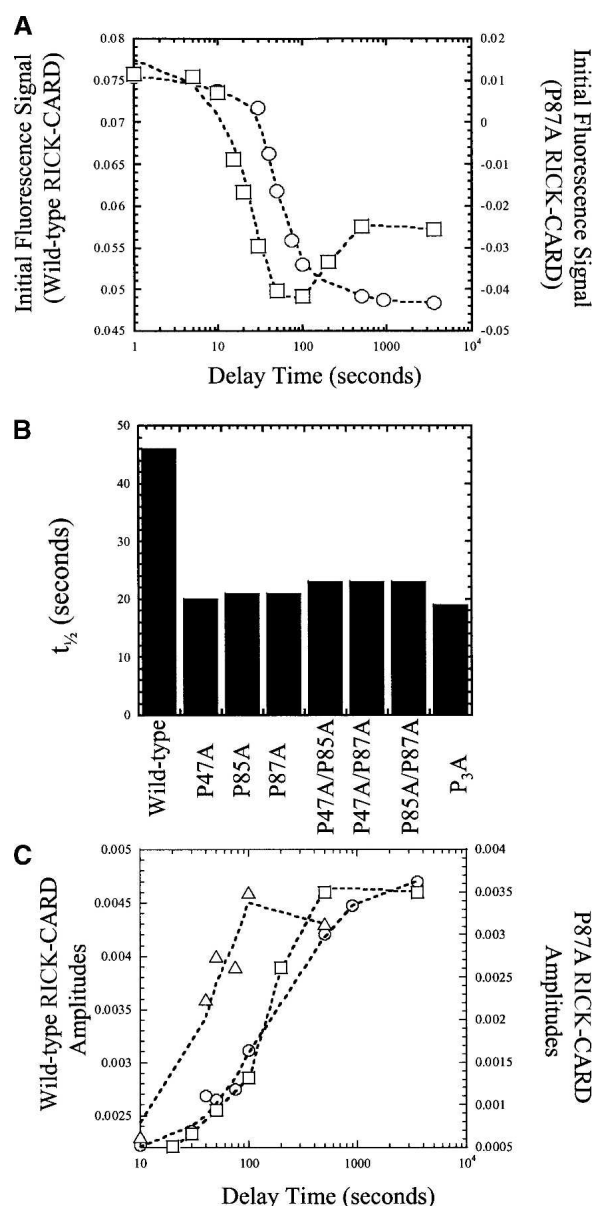 A
Initial Fluorescence Signal
(Wild-type RICK-CARD)
0.08
0.075
0.07
0.065
0.06
0.055
0.05
0.045
0.02
0.01
0
-0.01
-0.02
-0.03
-0.04
-0.05
Initial Fluorescence Signal
(P87A RICK-CARD)
1 10 100 1000 10⁴
Delay Time (seconds)
B
t½ (seconds)
50
40
30
20
10
0
Wild-type
P47A
P85A
P87A
P47A/P85A
P47A/P87A
P85A/P87A
P₃A
C
Wild-type RICK-CARD
Amplitudes
0.005
0.0045
0.004
0.0035
0.003
0.0025
0.004
0.0035
0.003
0.0025
0.002
0.0015
0.001
0.0005
P87A RICK-CARD
Amplitudes
10 100 1000 10⁴
Delay Time (seconds)